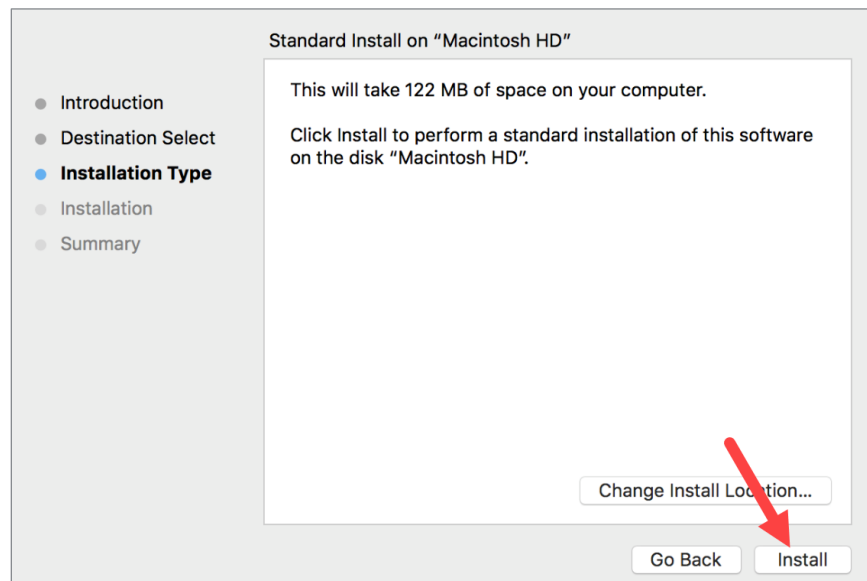 Standard Install on “Macintosh HD”
Introduction
Destination Select
Installation Type
Installation
Summary
This will take 122 MB of space on your computer.
Click Install to perform a standard installation of this software
on the disk “Macintosh HD”.
Change Install Location...
Go Back
Install